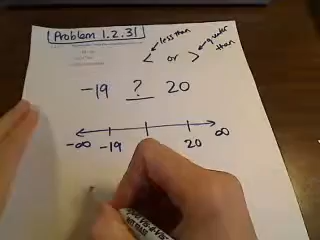 Problem 1.2.31
less than
greater than
< or >
-19 ? 20
-∞ -19 20 ∞